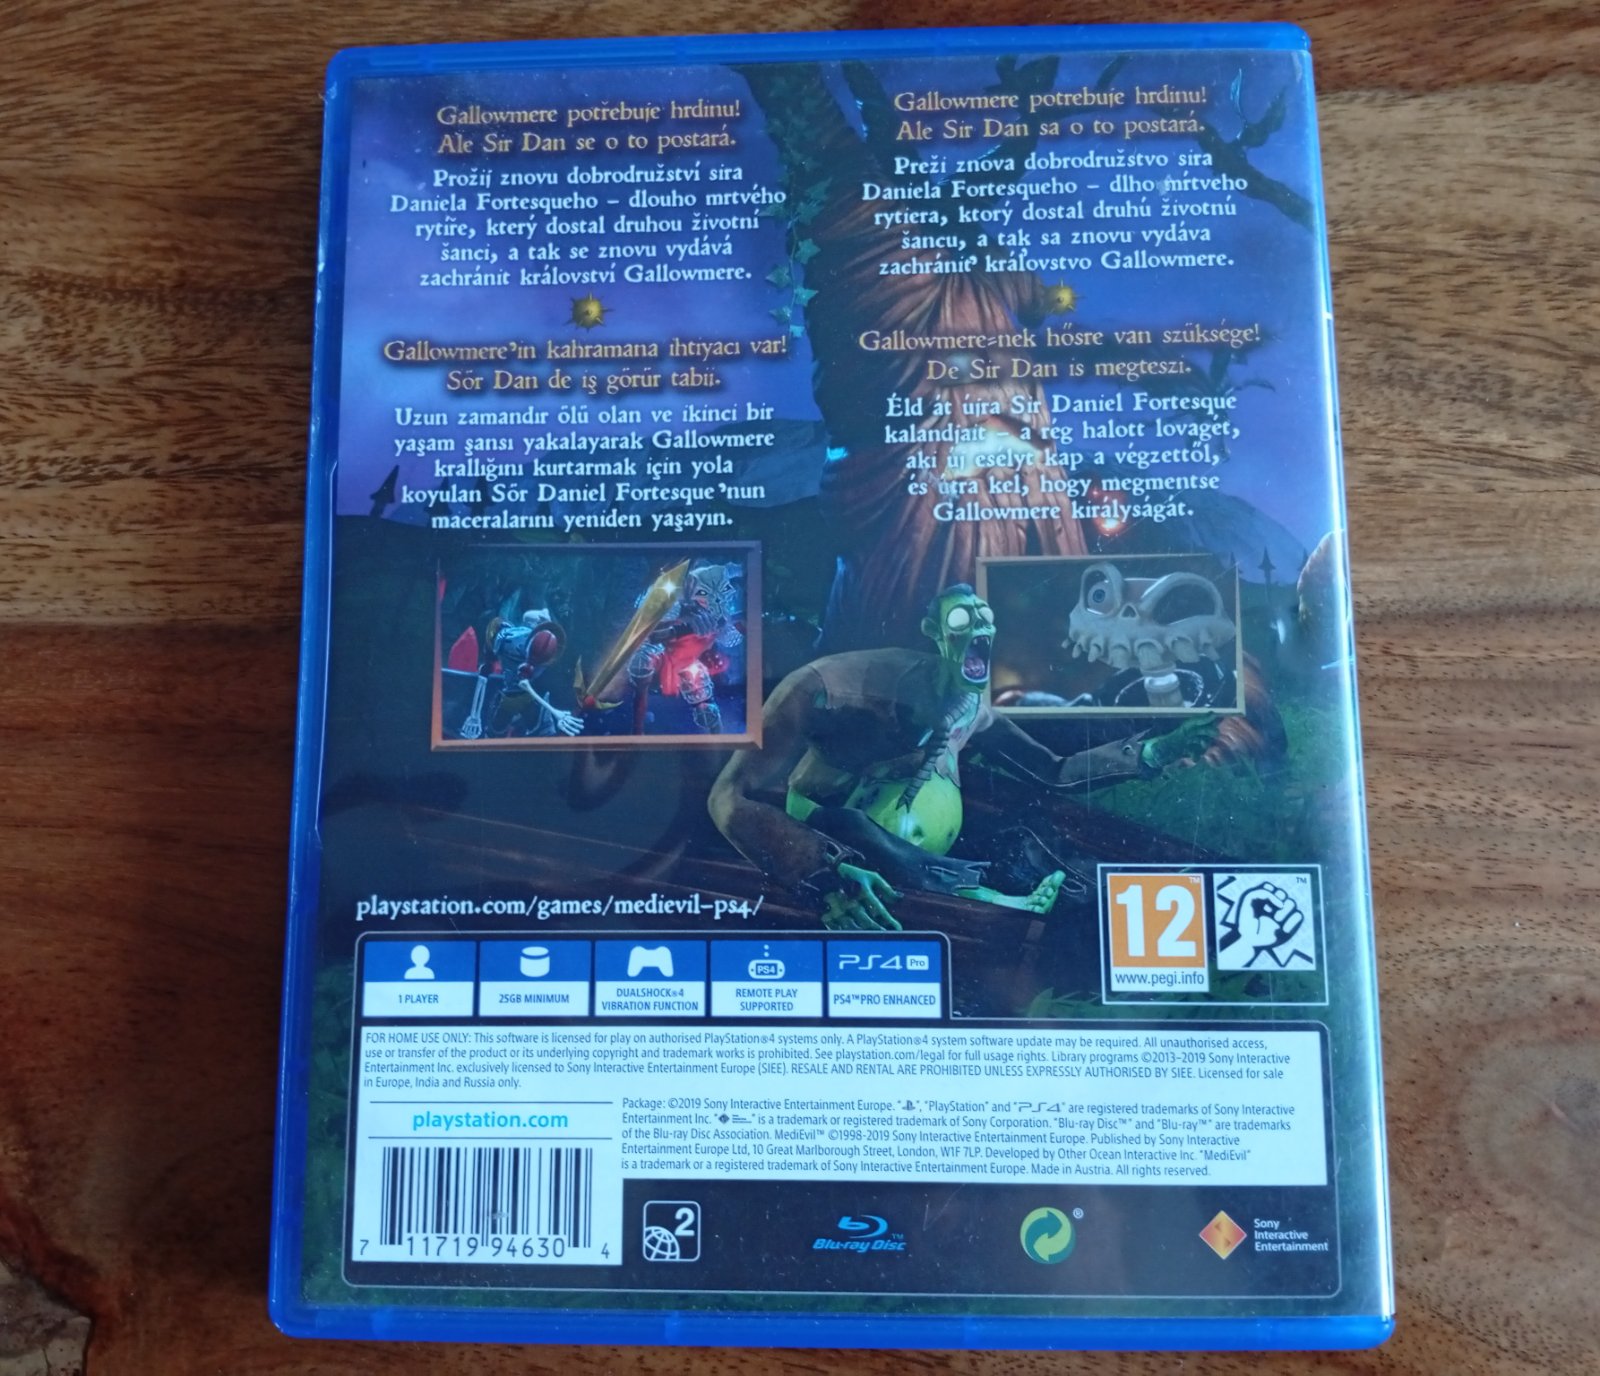 Gallowmere potřebuje hrdinu!
Ale Sir Dan se o to postará.
Prožij znovu dobrodružství sira
Daniela Fortesqueho – dlouho mrtvého
rytíře, který dostal druhou životní
šanci, a tak se znovu vydává
zachránit království Gallowmere.
Gallowmere potrebuje hrdinu!
Ale Sir Dan sa o to postará.
Preži znova dobrodružstvo sira
Daniela Fortesqueho – dlho mŕtveho
rytiera, ktorý dostal druhú životnú
šancu, a tak sa znovu vydáva
zachrániť kráľovstvo Gallowmere.
Gallowmere'in kahramana ihtiyacı var!
Sör Dan de iş görür tabii.
Uzun zamandır ölü olan ve ikinci bir
yaşam şansı yakalayarak Gallowmere
krallığını kurtarmak için yola
koyulan Sör Daniel Fortesque'nun
maceralarını yeniden yaşayın.
Gallowmere-nek hősre van szüksége!
De Sir Dan is megteszi.
Éld át újra Sir Daniel Fortesque
kalandjait – a rég halott lovagét,
aki új esélyt kap a végzettől,
és útra kel, hogy megmentse
Gallowmere királyságát.
playstation.com/games/medievil-ps4/
12
www.pegi.info
PS4
PS4 Pro
1 PLAYER
25GB MINIMUM
DUALSHOCK®4
VIBRATION FUNCTION
REMOTE PLAY
SUPPORTED
PS4™PRO ENHANCED
FOR HOME USE ONLY: This software is licensed for play on authorised PlayStation®4 systems only. A PlayStation®4 system software update may be required. All unauthorised access,
use or transfer of the product or its underlying copyright and trademark works is prohibited. See playstation.com/legal for full usage rights. Library programs ©2013-2019 Sony Interactive
Entertainment Inc. exclusively licensed to Sony Interactive Entertainment Europe (SIEE). RESALE AND RENTAL ARE PROHIBITED UNLESS EXPRESSLY AUTHORISED BY SIEE. Licensed for sale
in Europe, India and Russia only.
playstation.com
Package: ©2019 Sony Interactive Entertainment Europe. "", "PlayStation" and "PS4" are registered trademarks of Sony Interactive
Entertainment Inc. "" is a trademark or registered trademark of Sony Corporation. "Blu-ray Disc™" and "Blu-ray™" are trademarks
of the Blu-ray Disc Association. MediEvil™ ©1998-2019 Sony Interactive Entertainment Europe. Published by Sony Interactive
Entertainment Europe Ltd, 10 Great Marlborough Street, London, W1F 7LP. Developed by Other Ocean Interactive Inc. "MediEvil"
is a trademark or a registered trademark of Sony Interactive Entertainment Europe. Made in Austria. All rights reserved.
7 11719 94630 4
2
Blu-ray Disc™
®
Sony
Interactive
Entertainment